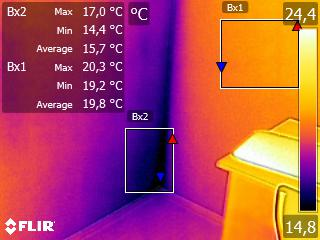 Bx2 Max 17,0 °C
Min 14,4 °C
Average 15,7 °C
Bx1 Max 20,3 °C
Min 19,2 °C
Average 19,8 °C
°C
Bx1
24,4
Bx2
14,8
FLIR